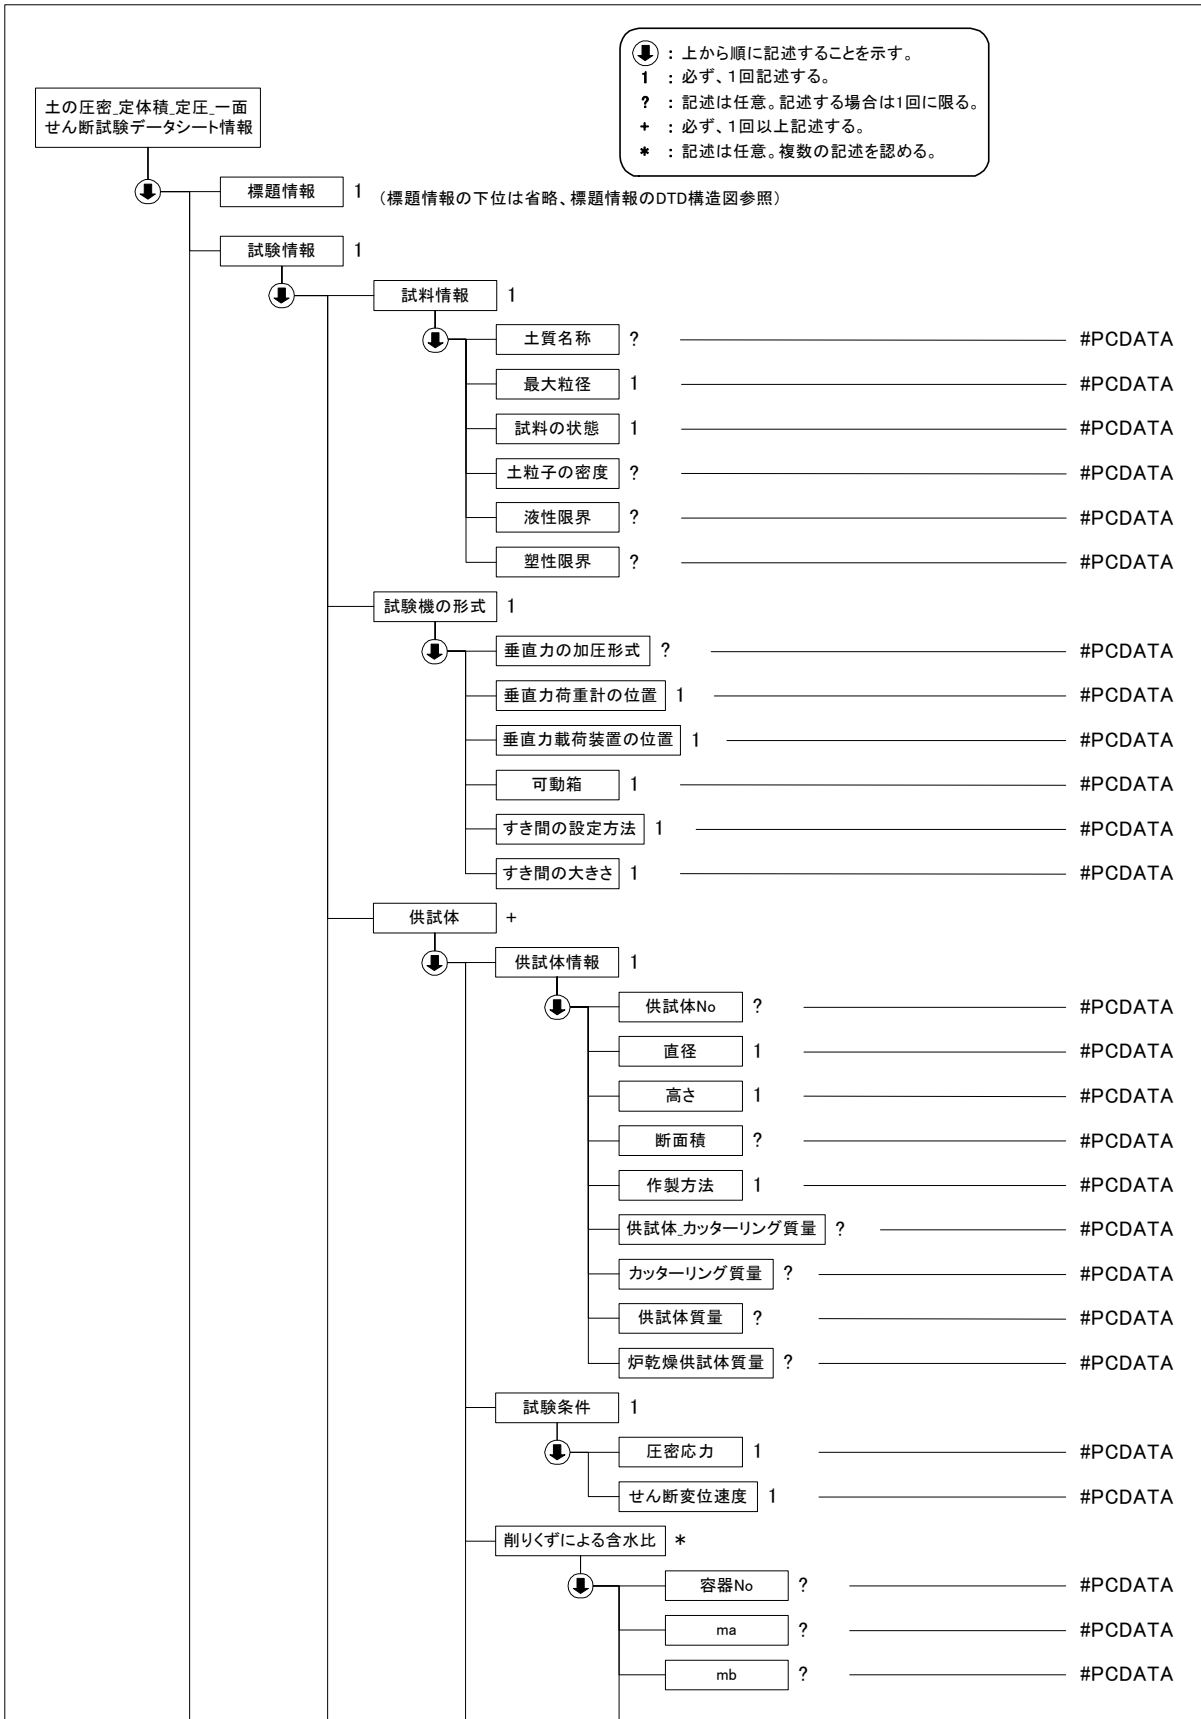 ：上から順に記述することを示す。
1 ：必ず、1回記述する。
? ：記述は任意。記述する場合は1回に限る。
+ ：必ず、1回以上記述する。
* ：記述は任意。複数の記述を認める。
土の圧密_定体積_定圧_一面
せん断試験データシート情報
標題情報 1 （標題情報の下位は省略、標題情報のDTD構造図参照）
試験情報 1
試料情報 1
土質名称 ? #PCDATA
最大粒径 1 #PCDATA
試料の状態 1 #PCDATA
土粒子の密度 ? #PCDATA
液性限界 ? #PCDATA
塑性限界 ? #PCDATA
試験機の形式 1
垂直力の加圧形式 ? #PCDATA
垂直力荷重計の位置 1 #PCDATA
垂直力載荷装置の位置 1 #PCDATA
可動箱 1 #PCDATA
すき間の設定方法 1 #PCDATA
すき間の大きさ 1 #PCDATA
供試体 +
供試体情報 1
供試体No ? #PCDATA
直径 1 #PCDATA
高さ 1 #PCDATA
断面積 ? #PCDATA
作製方法 1 #PCDATA
供試体_カッターリング質量 ? #PCDATA
カッターリング質量 ? #PCDATA
供試体質量 ? #PCDATA
炉乾燥供試体質量 ? #PCDATA
試験条件 1
圧密応力 1 #PCDATA
せん断変位速度 1 #PCDATA
削りくずによる含水比 *
容器No ? #PCDATA
ma ? #PCDATA
mb ? #PCDATA